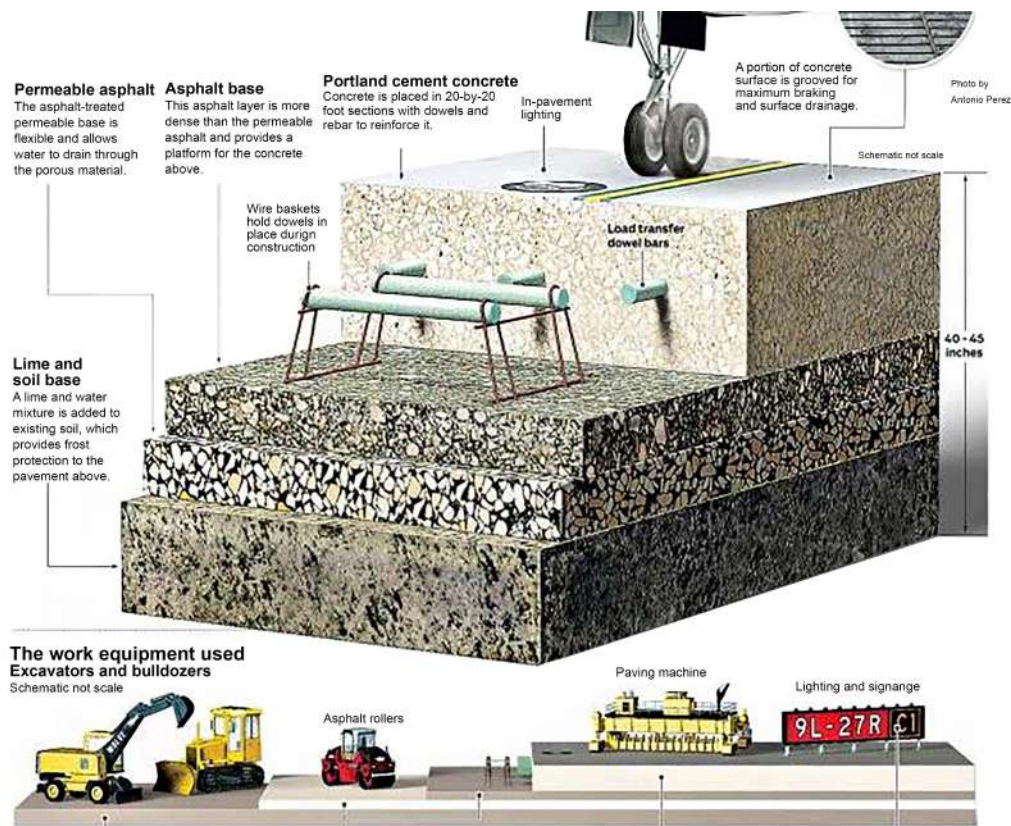 Permeable asphalt
The asphalt-treated
permeable base is
flexible and allows
water to drain through
the porous material.
Asphalt base
This asphalt layer is more
dense than the permeable
asphalt and provides a
platform for the concrete
above.
Portland cement concrete
Concrete is placed in 20-by-20
foot sections with dowels and
rebar to reinforce it.
In-pavement
lighting
A portion of concrete
surface is grooved for
maximum braking
and surface drainage.
Photo by
Antonio Perez
Schematic not scale
Wire baskets
hold dowels in
place durign
construction
Load transfer
dowel bars
40-45
inches
Lime and
soil base
A lime and water
mixture is added to
existing soil, which
provides frost
protection to the
pavement above.
The work equipment used
Excavators and bulldozers
Schematic not scale
Asphalt rollers
Paving machine
Lighting and signange
9L-27R C1